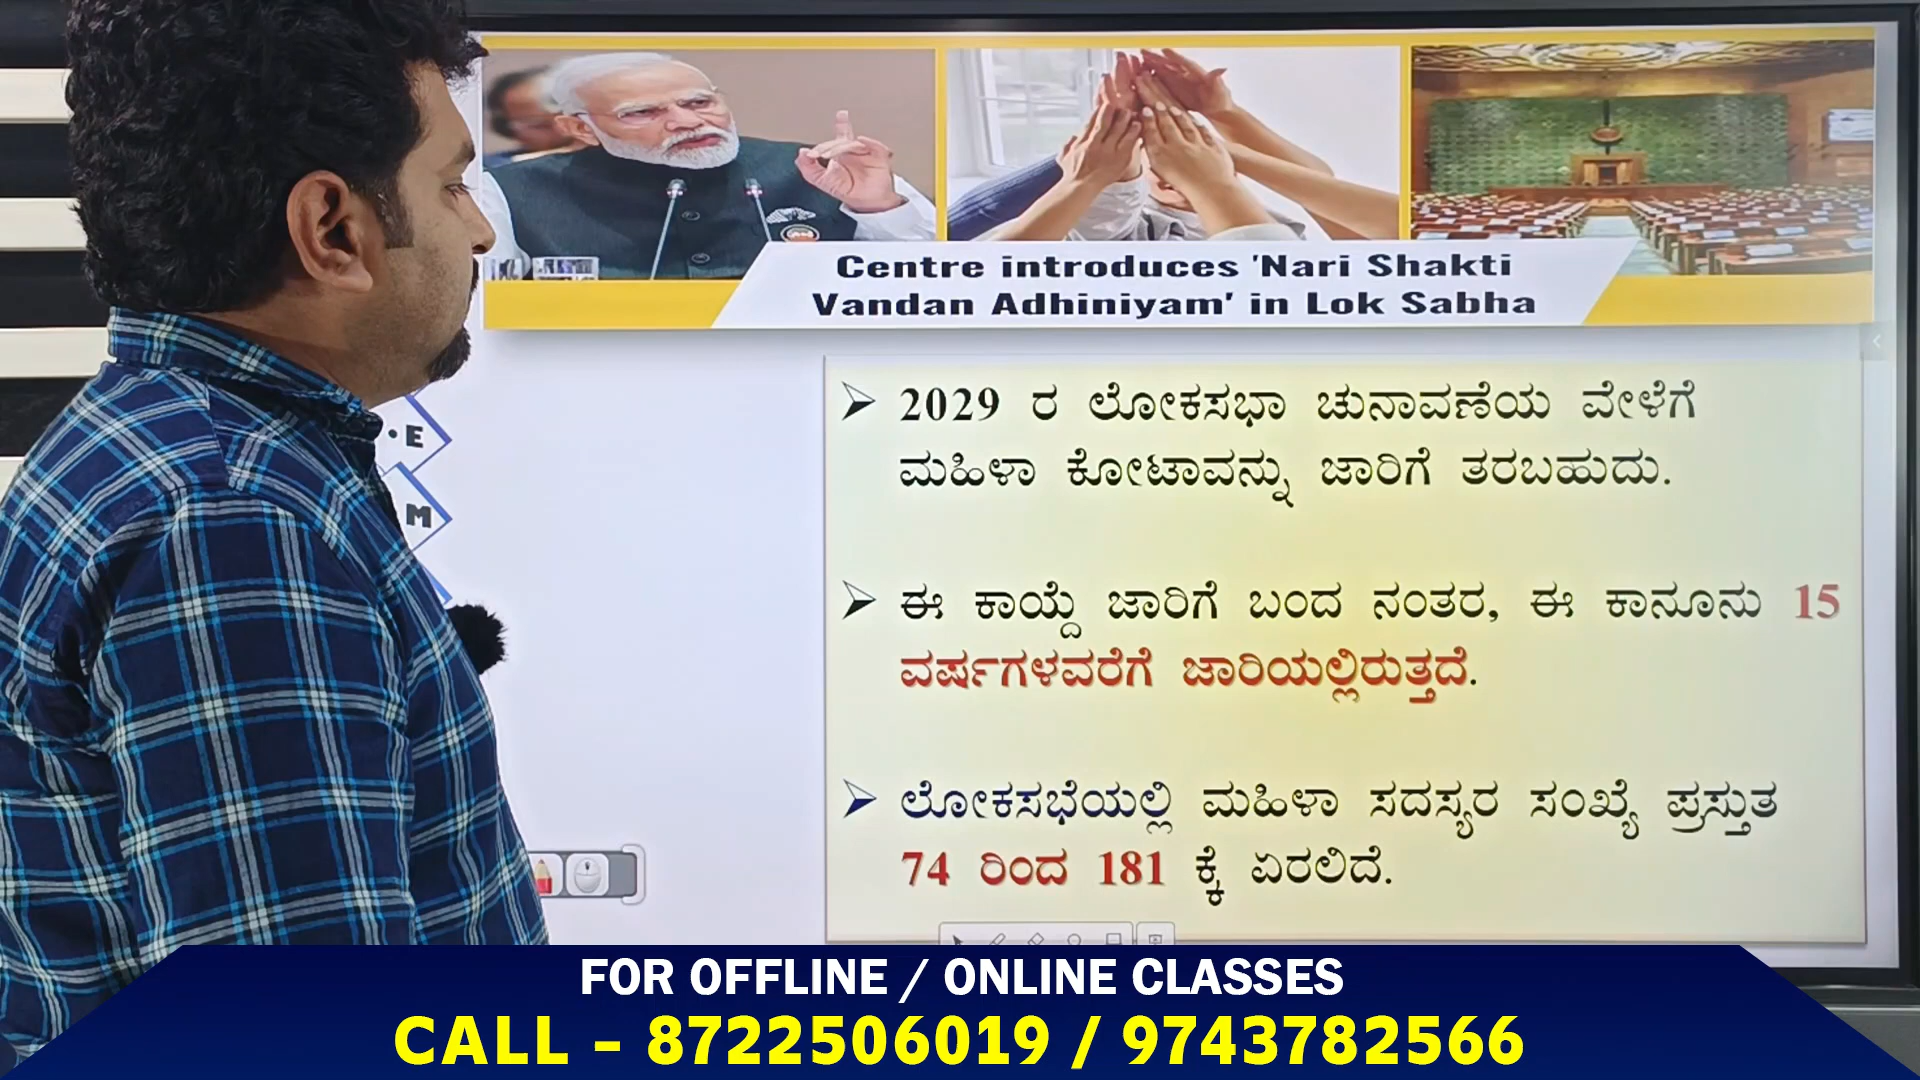 Centre introduces 'Nari Shakti
Vandan Adhiniyam' in Lok Sabha
• E
M
➢ 2029 ರ ಲೋಕಸಭಾ ಚುನಾವಣೆಯ ವೇಳೆಗೆ
ಮಹಿಳಾ ಕೋಟಾವನ್ನು ಜಾರಿಗೆ ತರಬಹುದು.
➢ ಈ ಕಾಯ್ದೆ ಜಾರಿಗೆ ಬಂದ ನಂತರ, ಈ ಕಾನೂನು 15
ವರ್ಷಗಳವರೆಗೆ ಜಾರಿಯಲ್ಲಿರುತ್ತದೆ.
➢ ಲೋಕಸಭೆಯಲ್ಲಿ ಮಹಿಳಾ ಸದಸ್ಯರ ಸಂಖ್ಯೆ ಪ್ರಸ್ತುತ
74 ರಿಂದ 181 ಕ್ಕೆ ಏರಲಿದೆ.
FOR OFFLINE / ONLINE CLASSES
CALL – 8722506019 / 9743782566